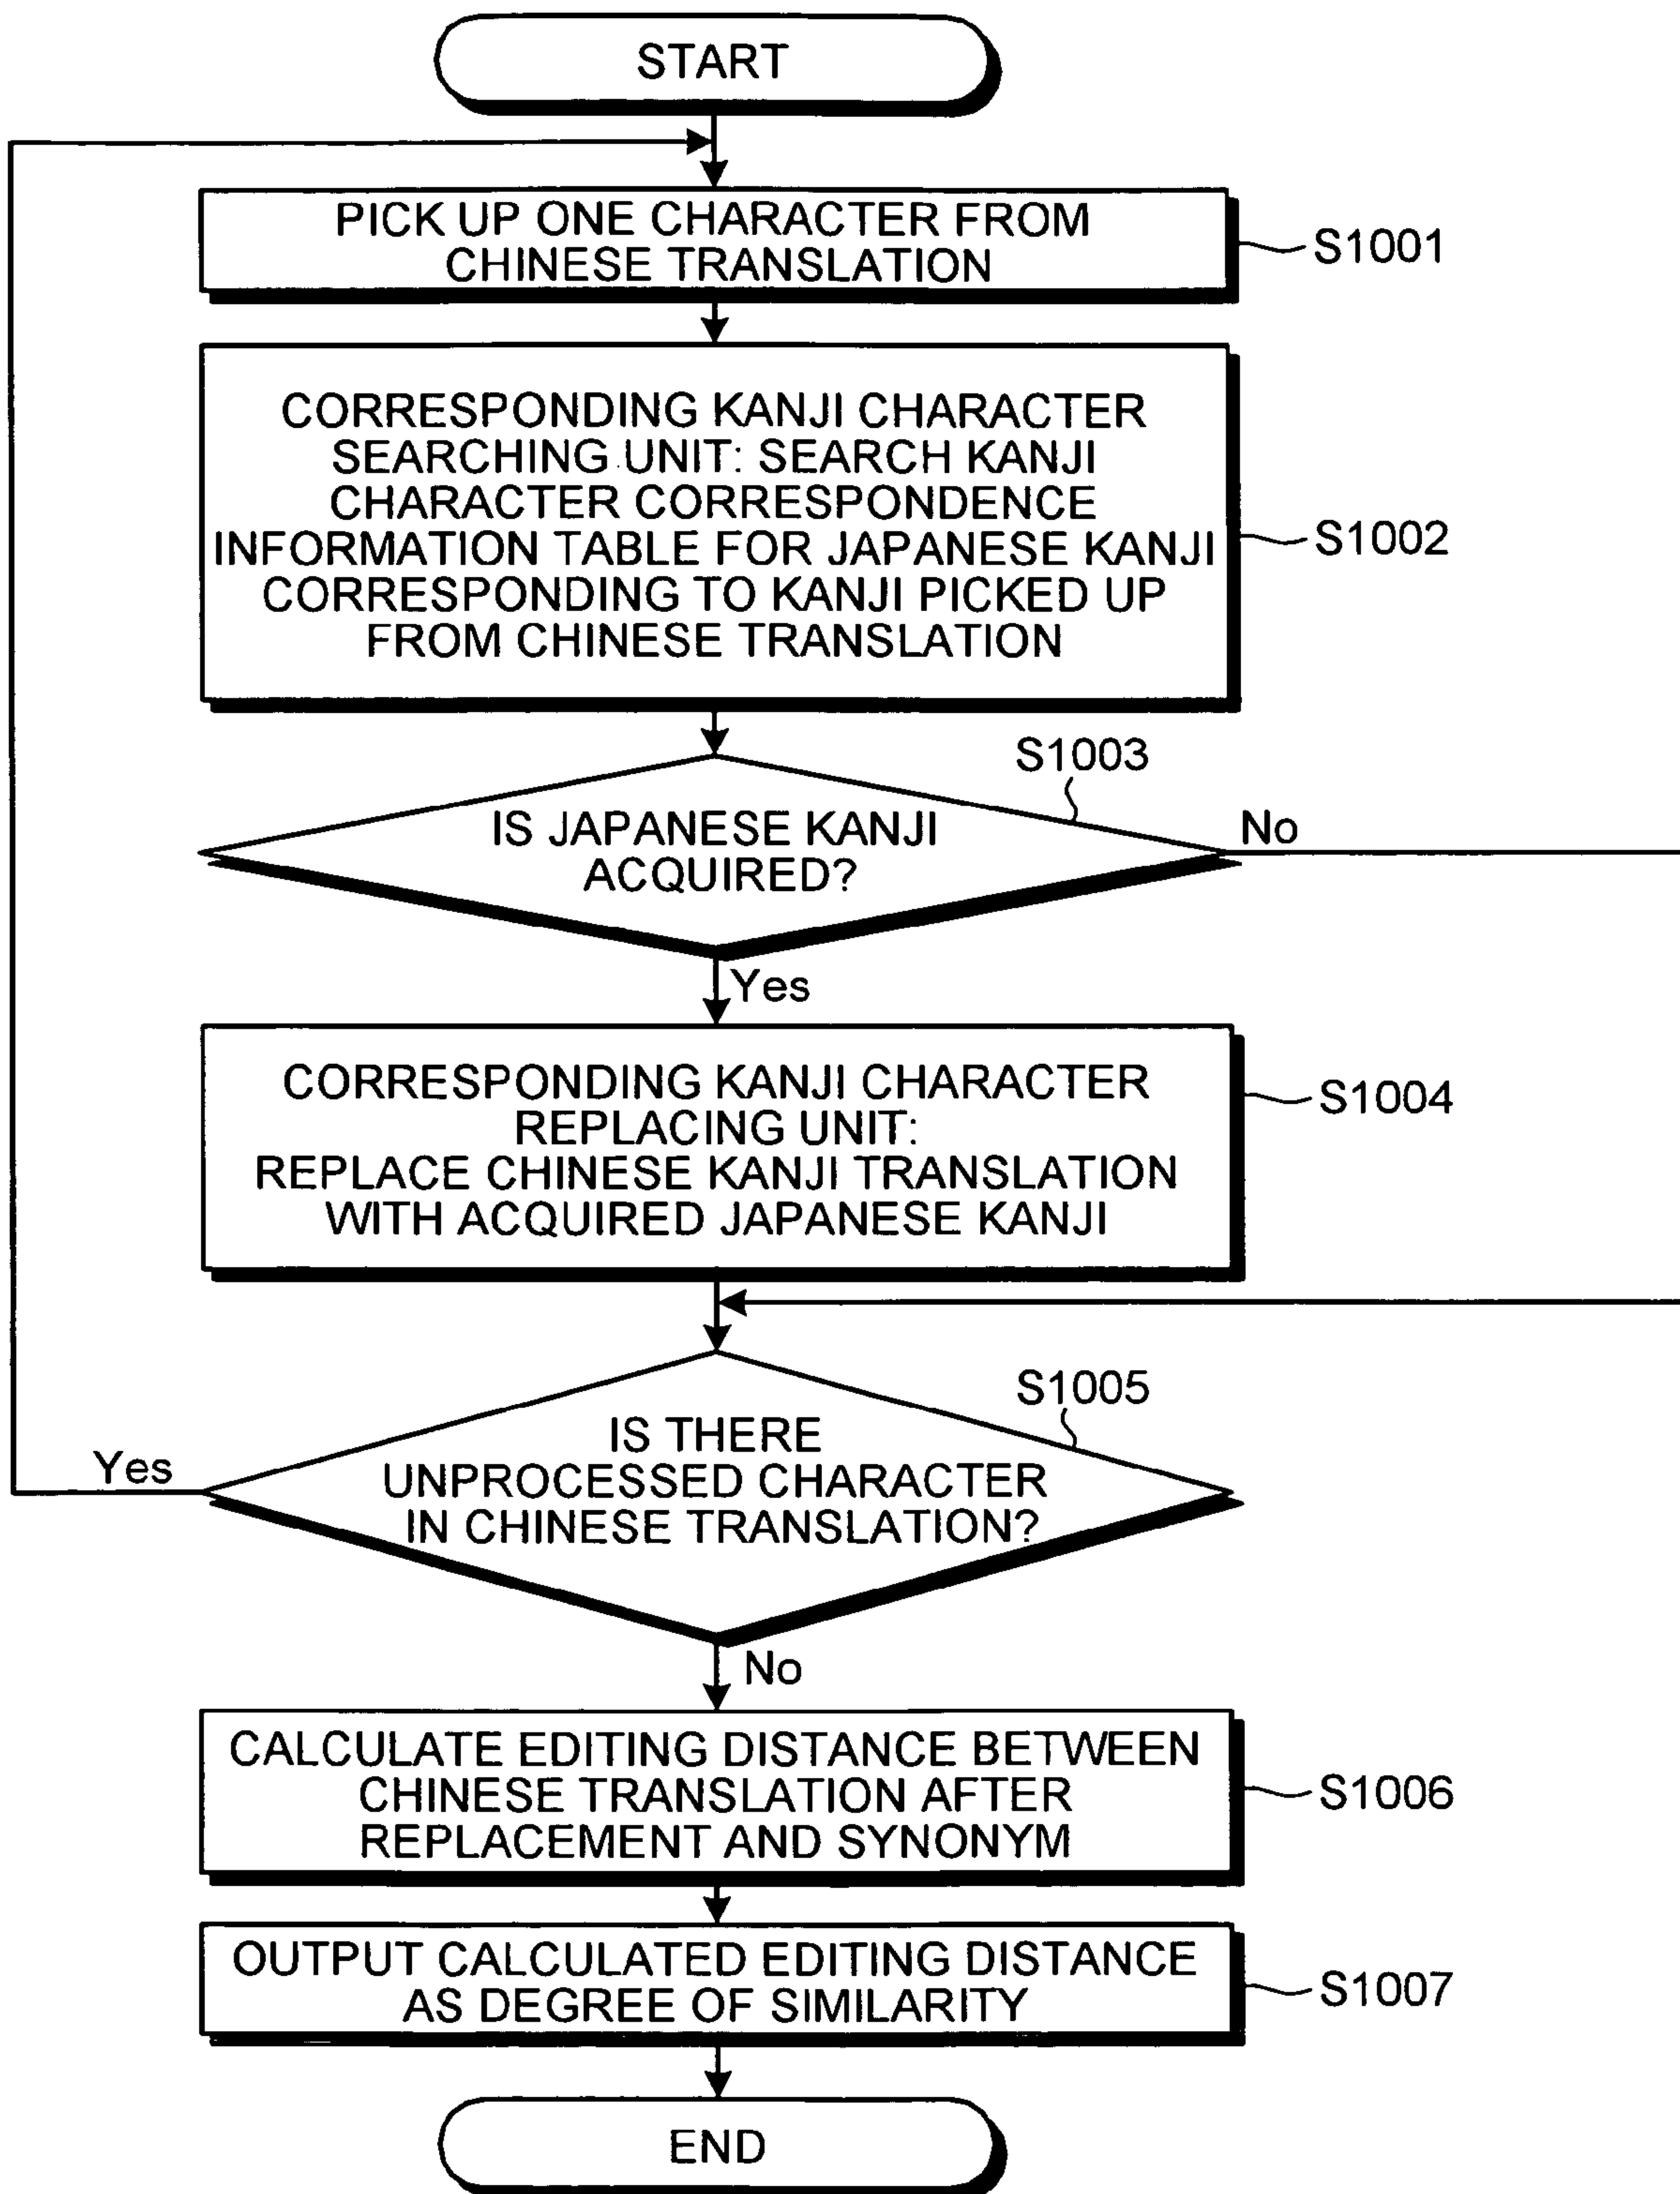 START
PICK UP ONE CHARACTER FROM
CHINESE TRANSLATION
S1001
CORRESPONDING KANJI CHARACTER
SEARCHING UNIT: SEARCH KANJI
CHARACTER CORRESPONDENCE
INFORMATION TABLE FOR JAPANESE KANJI
CORRESPONDING TO KANJI PICKED UP
FROM CHINESE TRANSLATION
S1002
S1003
IS JAPANESE KANJI
ACQUIRED?
No
Yes
CORRESPONDING KANJI CHARACTER
REPLACING UNIT:
REPLACE CHINESE KANJI TRANSLATION
WITH ACQUIRED JAPANESE KANJI
S1004
S1005
IS THERE
UNPROCESSED CHARACTER
IN CHINESE TRANSLATION?
Yes
No
CALCULATE EDITING DISTANCE BETWEEN
CHINESE TRANSLATION AFTER
REPLACEMENT AND SYNONYM
S1006
OUTPUT CALCULATED EDITING DISTANCE
AS DEGREE OF SIMILARITY
S1007
END